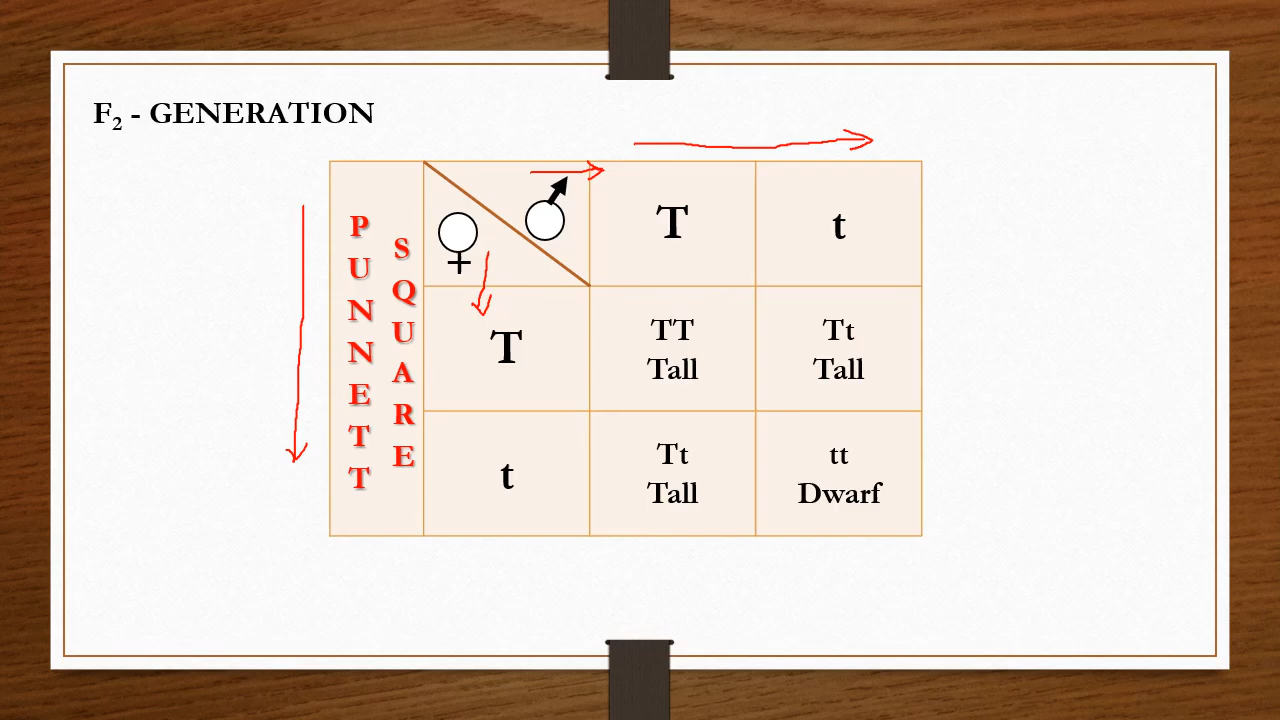 F2 - GENERATION
PUNNETT
SQUARE
T
t
T
TT
Tall
Tt
Tall
t
Tt
Tall
tt
Dwarf